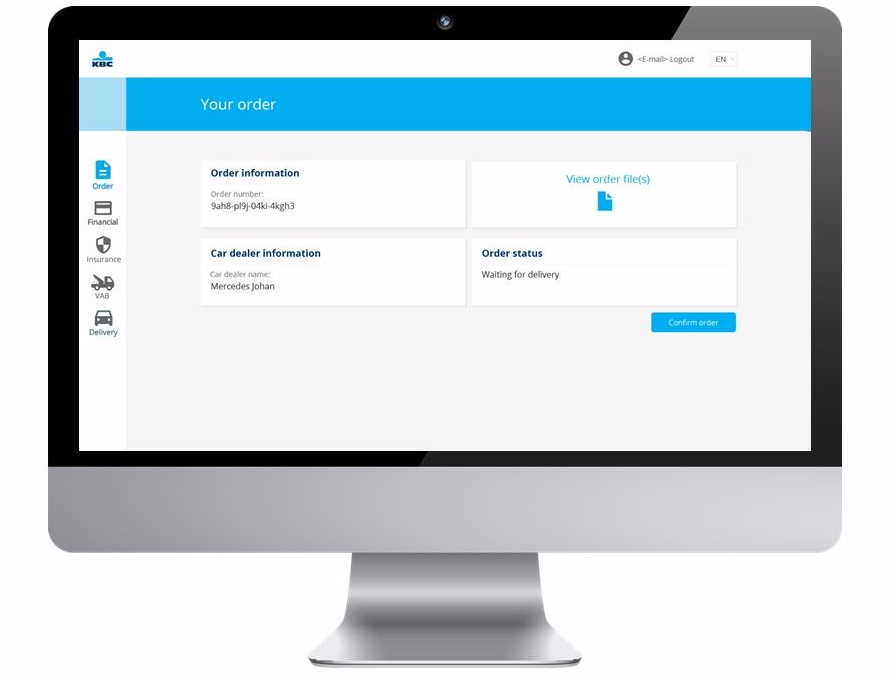 KBC
<E-mail> Logout
EN
Your order
Order
Financial
Insurance
VAB
Delivery
Order information
Order number:
9ah8-pl9j-04ki-4kgh3
View order file(s)
Car dealer information
Car dealer name:
Mercedes Johan
Order status
Waiting for delivery
Confirm order